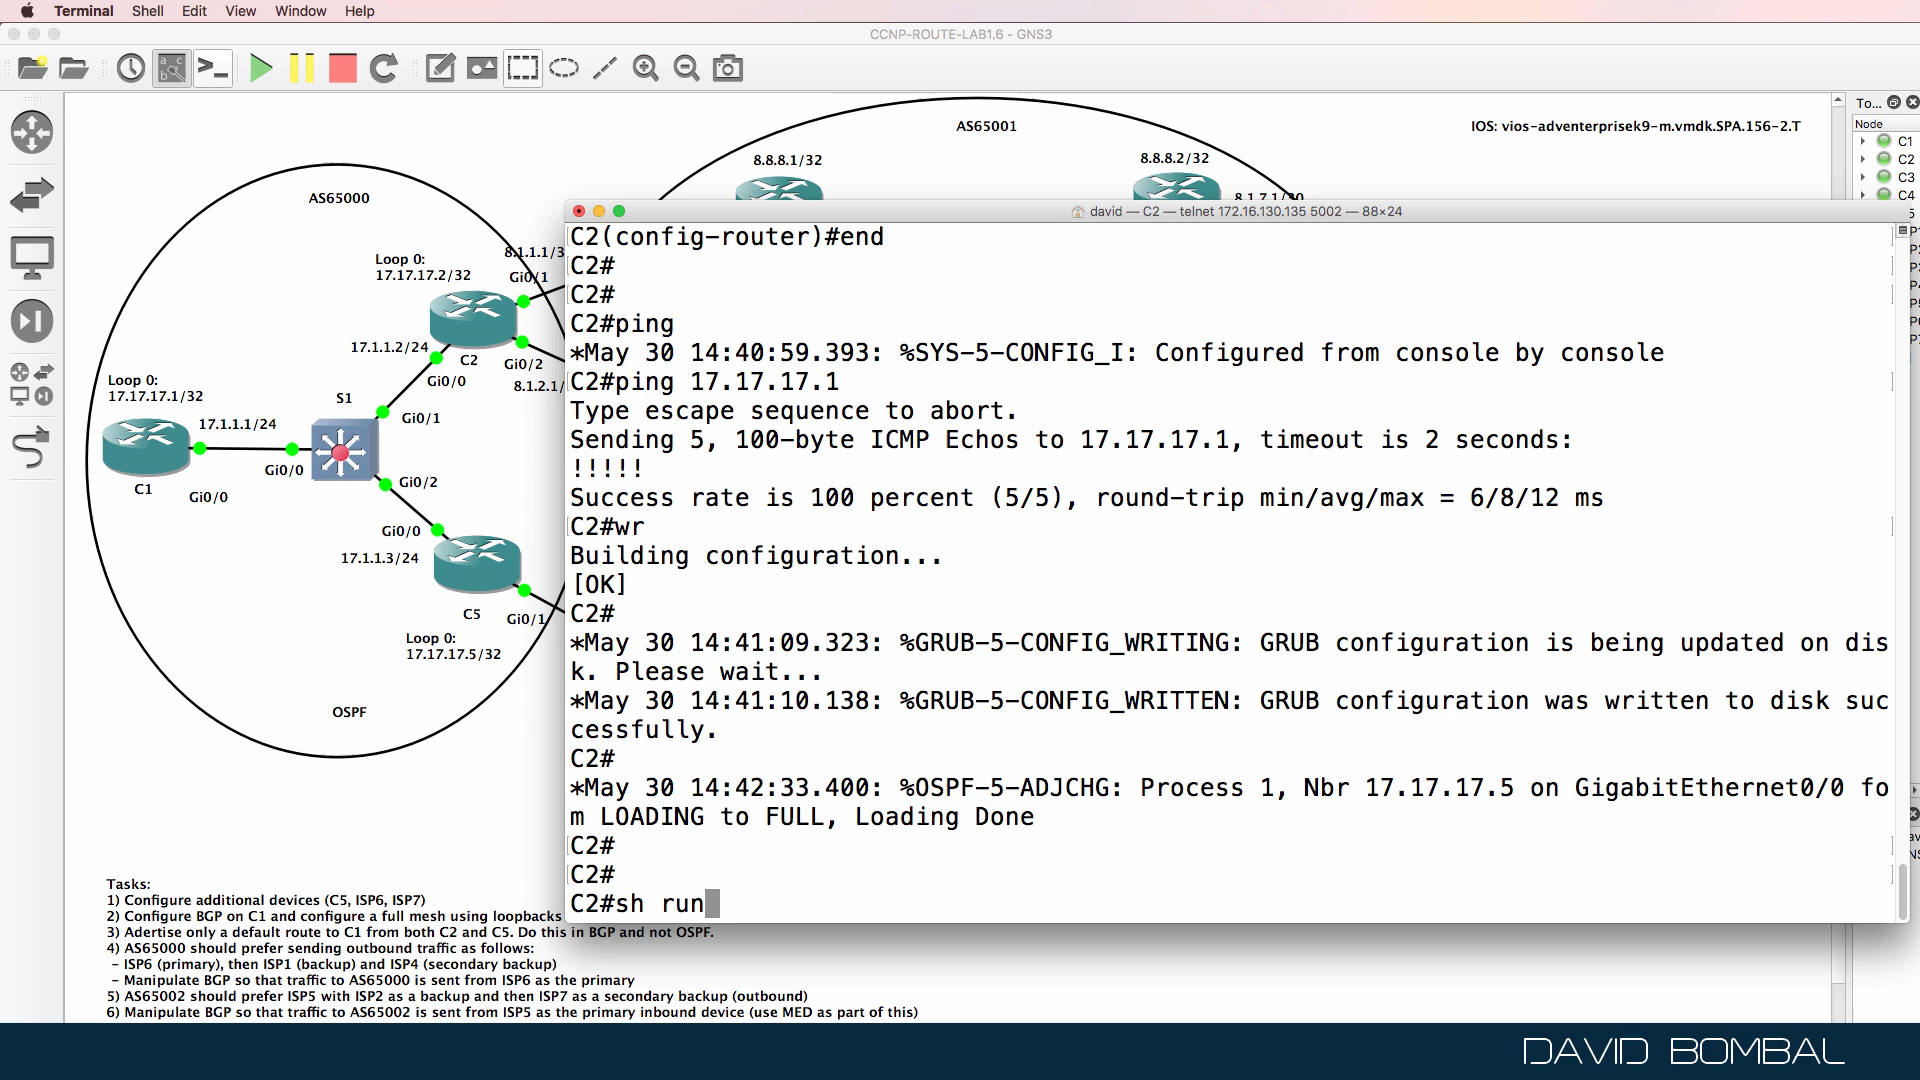 Terminal Shell Edit View Window Help
CCNP-ROUTE-LAB1.6 - GNS3
AS65001
IOS: vios-adventerprisek9-m.vmdk.SPA.156-2.T
To...
Node
C1
C2
C3
C4
8.8.8.1/32
8.8.8.2/32
8.1.7.1/30
AS65000
Loop 0:
17.17.17.2/32
8.1.1.1/3
Gi0/1
17.1.1.2/24
C2
Gi0/2
8.1.2.1/
Gi0/0
Loop 0:
17.17.17.1/32
S1
17.1.1.1/24
Gi0/1
Gi0/0
C1
Gi0/0
Gi0/2
Gi0/0
17.1.1.3/24
C5
Gi0/1
Loop 0:
17.17.17.5/32
OSPF
david — C2 — telnet 172.16.130.135 5002 — 88×24
C2(config-router)#end
C2#
C2#
C2#ping
*May 30 14:40:59.393: %SYS-5-CONFIG_I: Configured from console by console
C2#ping 17.17.17.1
Type escape sequence to abort.
Sending 5, 100-byte ICMP Echos to 17.17.17.1, timeout is 2 seconds:
!!!!!
Success rate is 100 percent (5/5), round-trip min/avg/max = 6/8/12 ms
C2#wr
Building configuration...
[OK]
C2#
*May 30 14:41:09.323: %GRUB-5-CONFIG_WRITING: GRUB configuration is being updated on dis
k. Please wait...
*May 30 14:41:10.138: %GRUB-5-CONFIG_WRITTEN: GRUB configuration was written to disk suc
cessfully.
C2#
*May 30 14:42:33.400: %OSPF-5-ADJCHG: Process 1, Nbr 17.17.17.5 on GigabitEthernet0/0 fo
m LOADING to FULL, Loading Done
C2#
C2#
C2#sh run
Tasks:
1) Configure additional devices (C5, ISP6, ISP7)
2) Configure BGP on C1 and configure a full mesh using loopbacks
3) Adertise only a default route to C1 from both C2 and C5. Do this in BGP and not OSPF.
4) AS65000 should prefer sending outbound traffic as follows:
- ISP6 (primary), then ISP1 (backup) and ISP4 (secondary backup)
- Manipulate BGP so that traffic to AS65000 is sent from ISP6 as the primary
5) AS65002 should prefer ISP5 with ISP2 as a backup and then ISP7 as a secondary backup (outbound)
6) Manipulate BGP so that traffic to AS65002 is sent from ISP5 as the primary inbound device (use MED as part of this)
DAVID BOMBAL